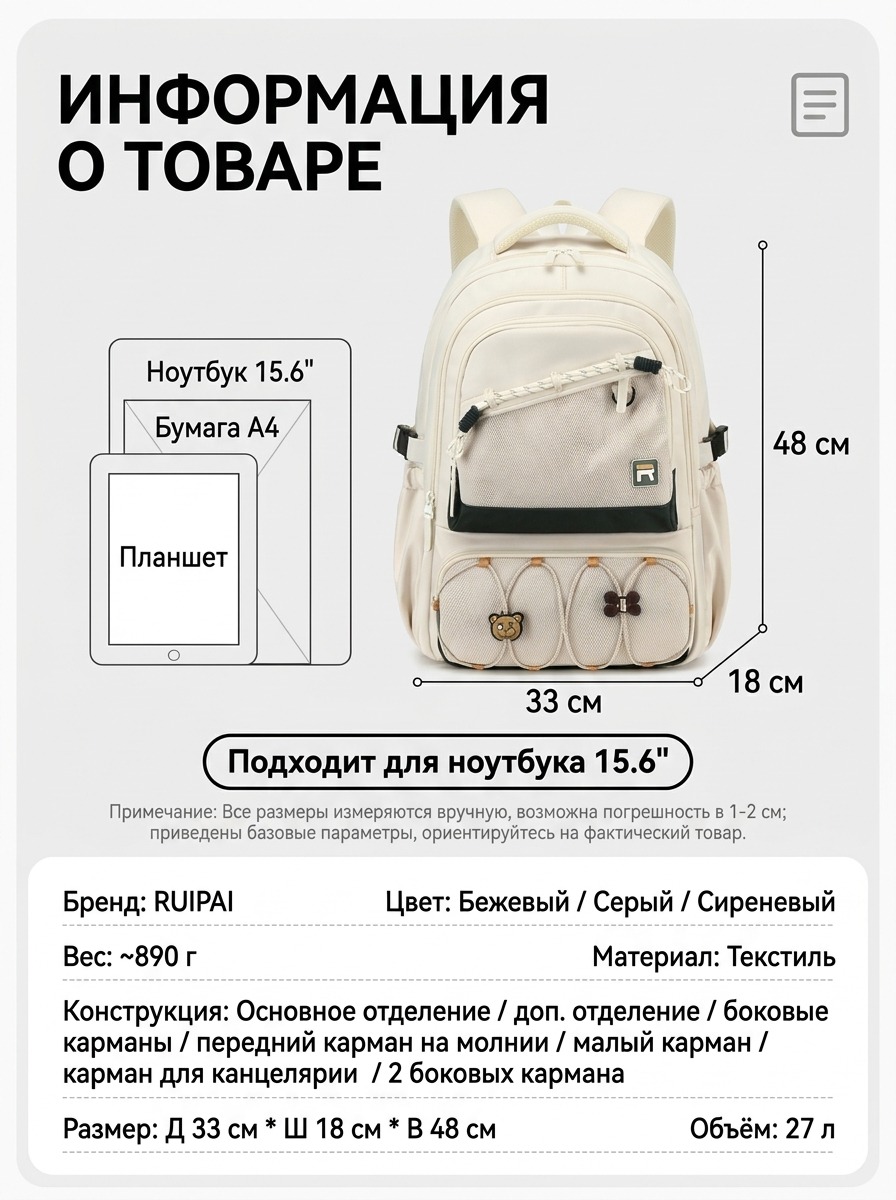 ИНФОРМАЦИЯ
О ТОВАРЕ
Ноутбук 15.6"
Бумага А4
Планшет
48 см
18 см
33 см
Подходит для ноутбука 15.6"
Примечание: Все размеры измеряются вручную, возможна погрешность в 1-2 см;
приведены базовые параметры, ориентируйтесь на фактический товар.
Бренд: RUIPAI
Цвет: Бежевый / Серый / Сиреневый
Вес: ~890 г
Материал: Текстиль
Конструкция: Основное отделение / доп. отделение / боковые
карманы / передний карман на молнии / малый карман /
карман для канцелярии / 2 боковых кармана
Размер: Д 33 см * Ш 18 см * В 48 см
Объём: 27 л